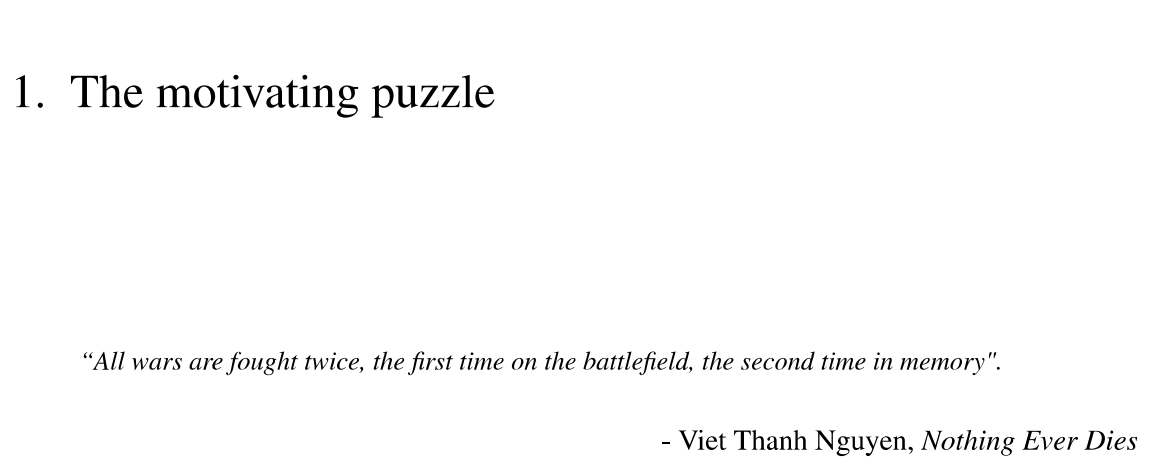 1. The motivating puzzle
“All wars are fought twice, the first time on the battlefield, the second time in memory".
- Viet Thanh Nguyen, Nothing Ever Dies